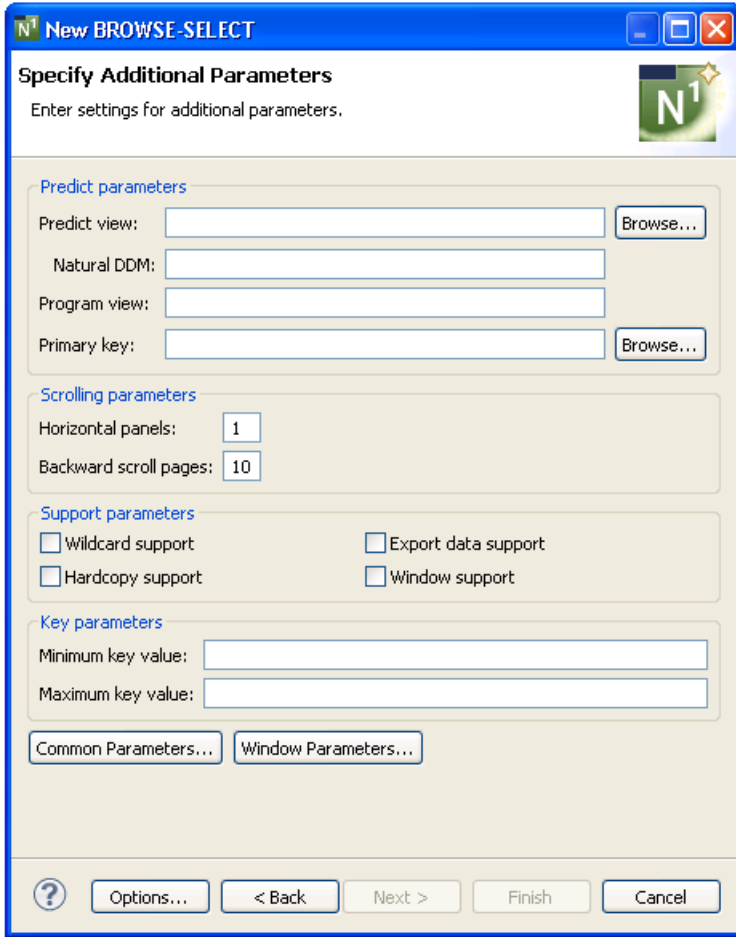 N1 New BROWSE-SELECT
Specify Additional Parameters
Enter settings for additional parameters.
N1
Predict parameters
Predict view: Browse...
Natural DDM:
Program view:
Primary key: Browse...
Scrolling parameters
Horizontal panels: 1
Backward scroll pages: 10
Support parameters
Wildcard support Export data support
Hardcopy support Window support
Key parameters
Minimum key value:
Maximum key value:
Common Parameters... Window Parameters...
? Options... < Back Next > Finish Cancel